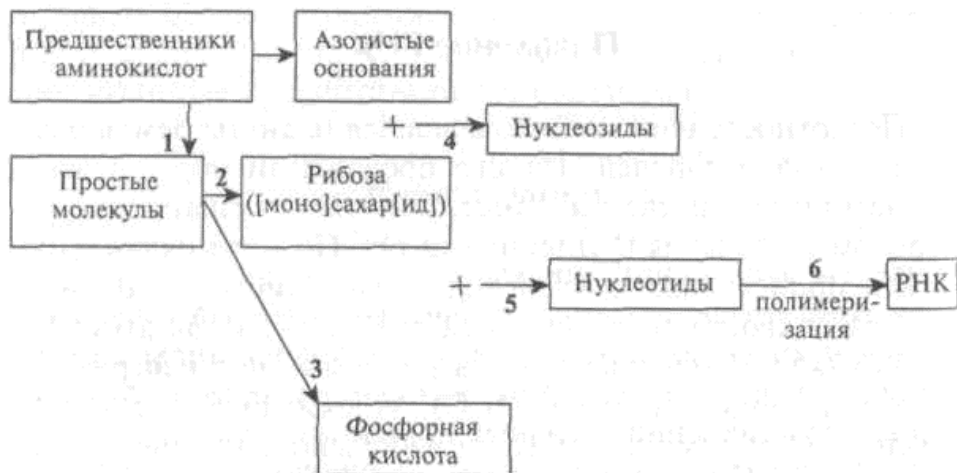 Предшественники
аминокислот
Азотистые
основания
1
+
4
Нуклеозиды
Простые
молекулы
2
Рибоза
([моно]сахар[ид])
+
5
Нуклеотиды
6
полимери-
зация
РНК
3
Фосфорная
кислота